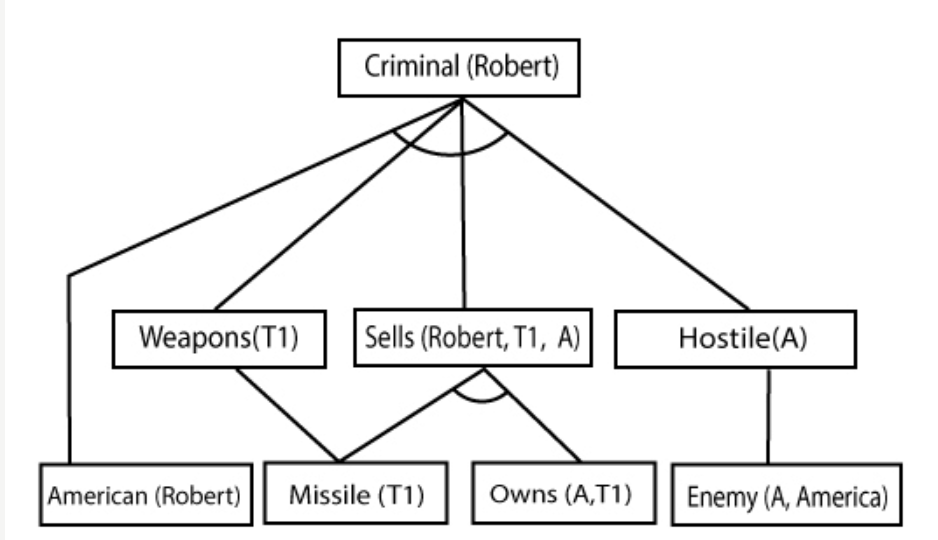 Criminal (Robert)
Weapons(T1)
Sells (Robert, T1, A)
Hostile(A)
American (Robert)
Missile (T1)
Owns (A,T1)
Enemy (A, America)